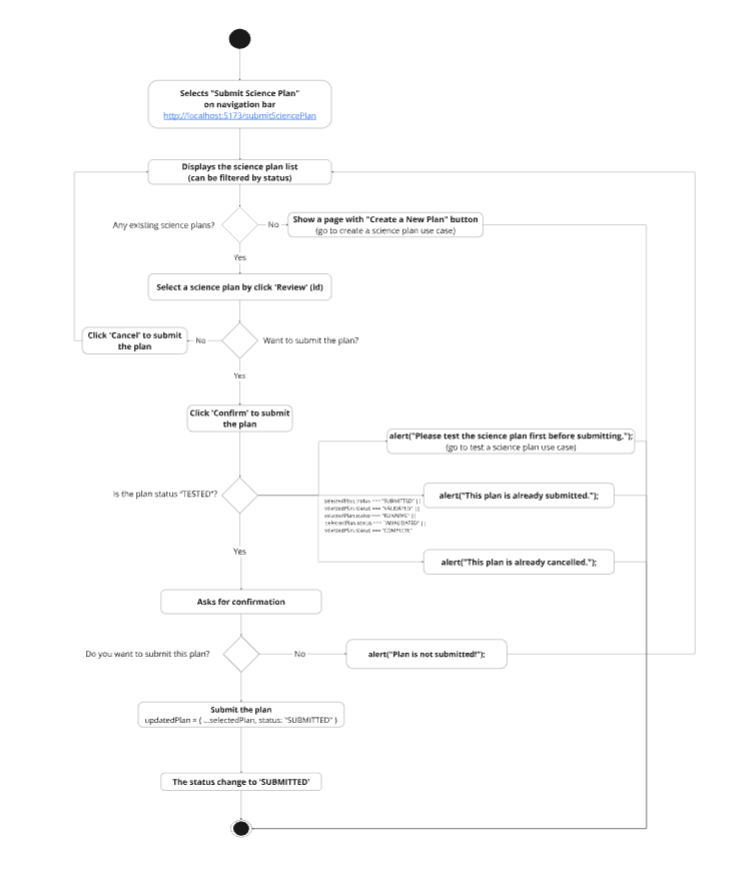 Selects "Submit Science Plan"
on navigation bar
http://localhost:5173/submitSciencePlan
Displays the science plan list
(can be filtered by status)
Any existing science plans?
No
Show a page with "Create a New Plan" button
(go to create a science plan use case)
Yes
Select a science plan by click 'Review' (id)
Click 'Cancel' to submit
the plan
No
Want to submit the plan?
Yes
Click 'Confirm' to submit
the plan
alert("Please test the science plan first before submitting.");
(go to test a science plan use case)
Is the plan status "TESTED"?
selectedPlan.status === "SUBMITTED" ||
selectedPlan.status === "VALIDATED" ||
selectedPlan.status === "RUNNING" ||
selectedPlan.status === "INVALIDATED" ||
selectedPlan.status === "COMPLETE"
alert("This plan is already submitted.");
Yes
alert("This plan is already cancelled.");
Asks for confirmation
Do you want to submit this plan?
No
alert("Plan is not submitted!");
Submit the plan
updatedPlan = { ...selectedPlan, status: "SUBMITTED" }
The status change to 'SUBMITTED'